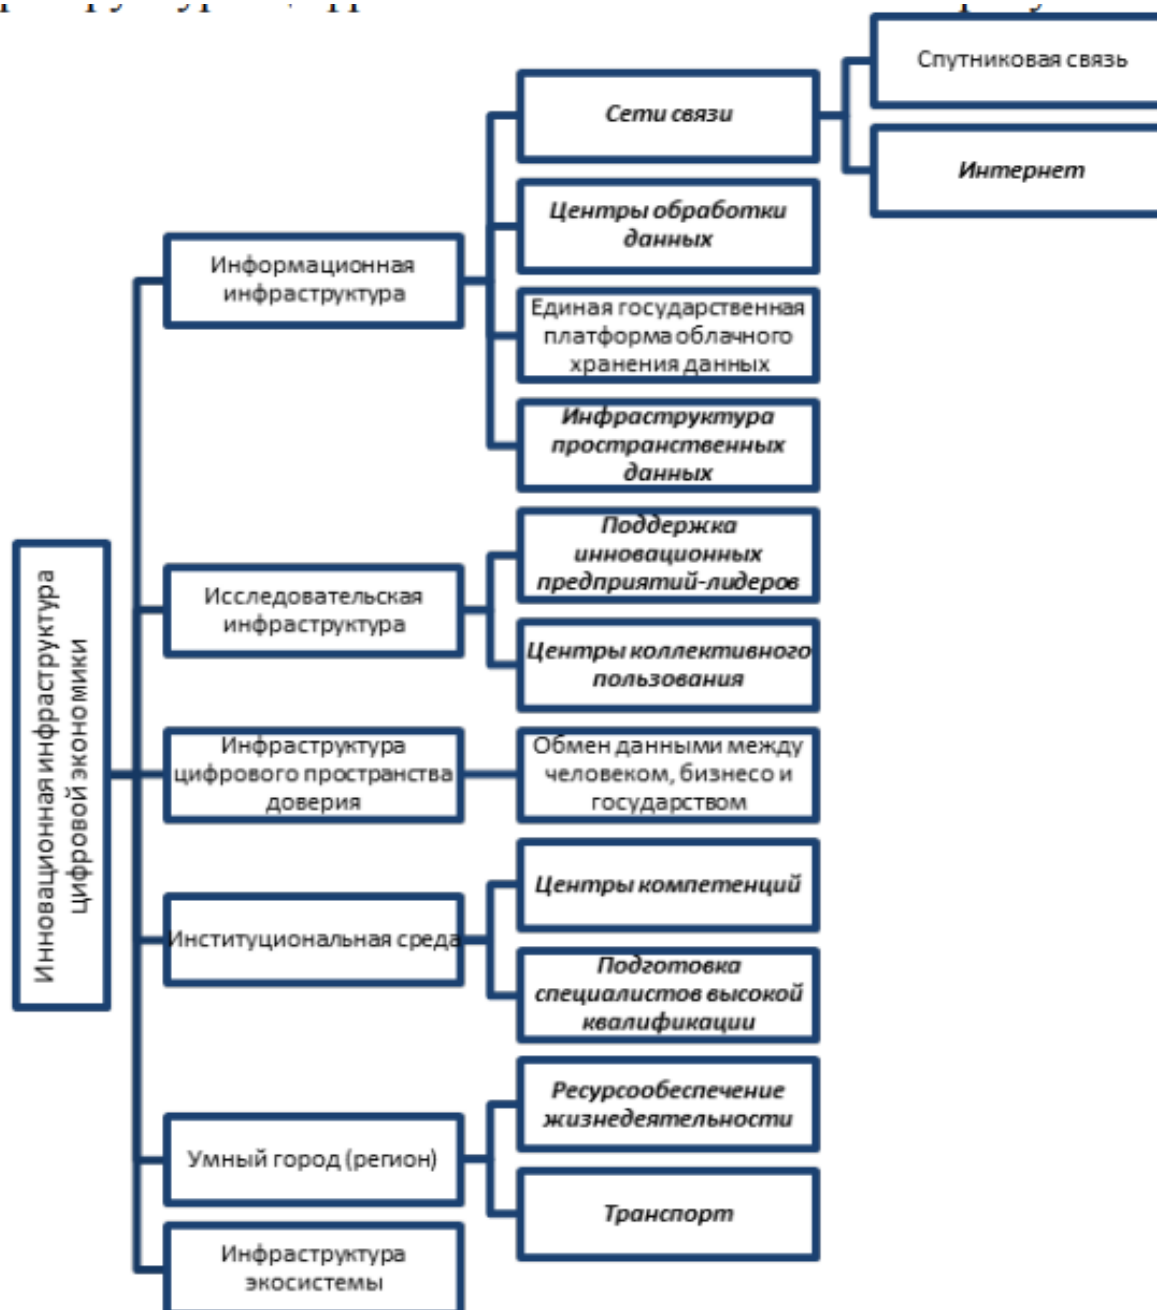 Спутниковая связь
Сети связи
Интернет
Центры обработки
данных
Информационная
инфраструктура
Единая государственная
платформа облачного
хранения данных
Инфраструктура
пространственных
данных
Поддержка
инновационных
предприятий-лидеров
Исследовательская
инфраструктура
Центры коллективного
пользования
Инновационная инфраструктура
цифровой экономики
Инфраструктура
цифрового пространства
доверия
Обмен данными между
человеком, бизнесо и
государством
Центры компетенций
Институциональная среда
Подготовка
специалистов высокой
квалификации
Ресурсообеспечение
жизнедеятельности
Умный город (регион)
Транспорт
Инфраструктура
экосистемы